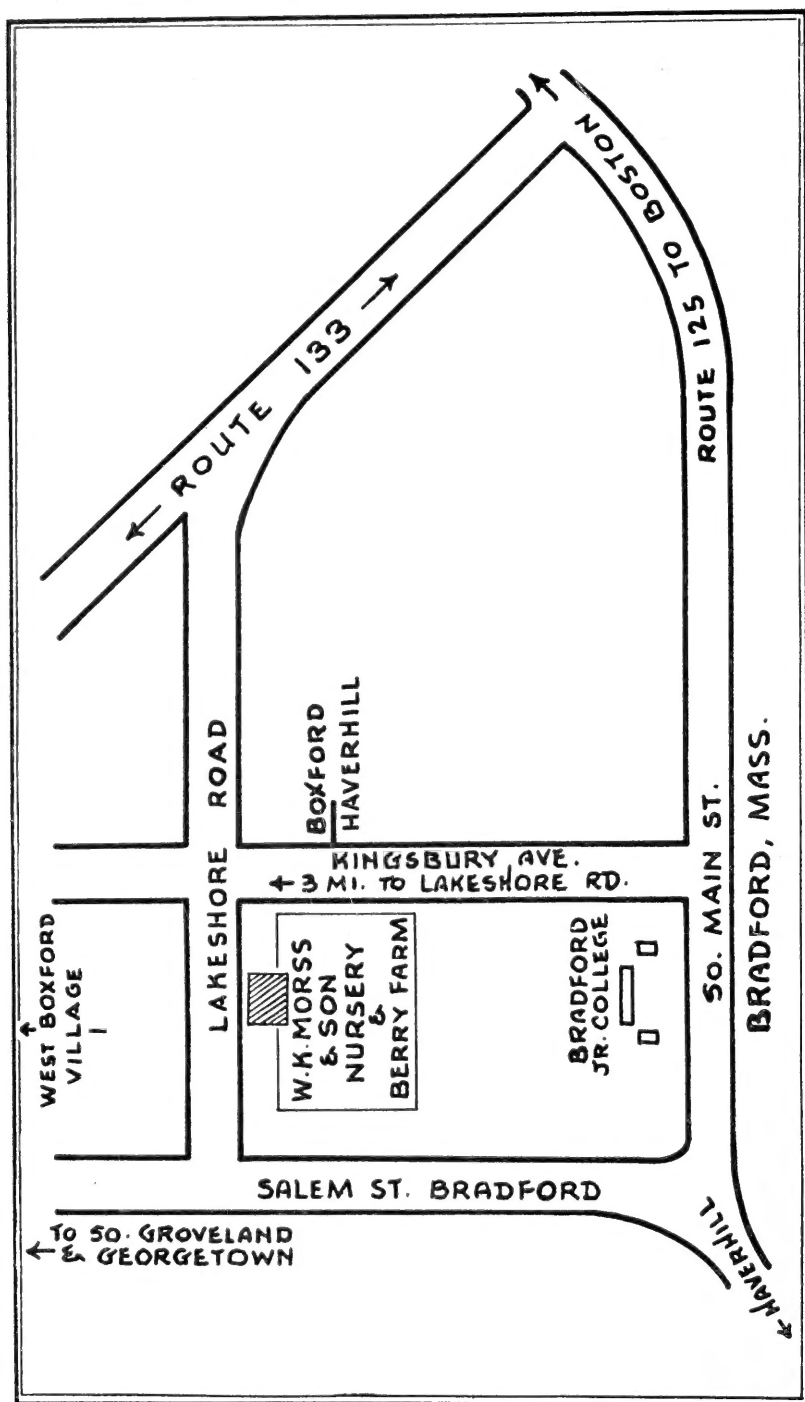 ROUTE 125 TO BOSTON
← ROUTE 133 →
LAKESHORE ROAD
BOXFORD
HAVERHILL
KINGSBURY AVE.
← 3 MI. TO LAKESHORE RD.
WEST BOXFORD
VILLAGE
W.K. MORSS
& SON
NURSERY
&
BERRY FARM
BRADFORD
JR. COLLEGE
SO. MAIN ST.
BRADFORD, MASS.
SALEM ST. BRADFORD
TO SO. GROVELAND
& GEORGETOWN
HAVERHILL